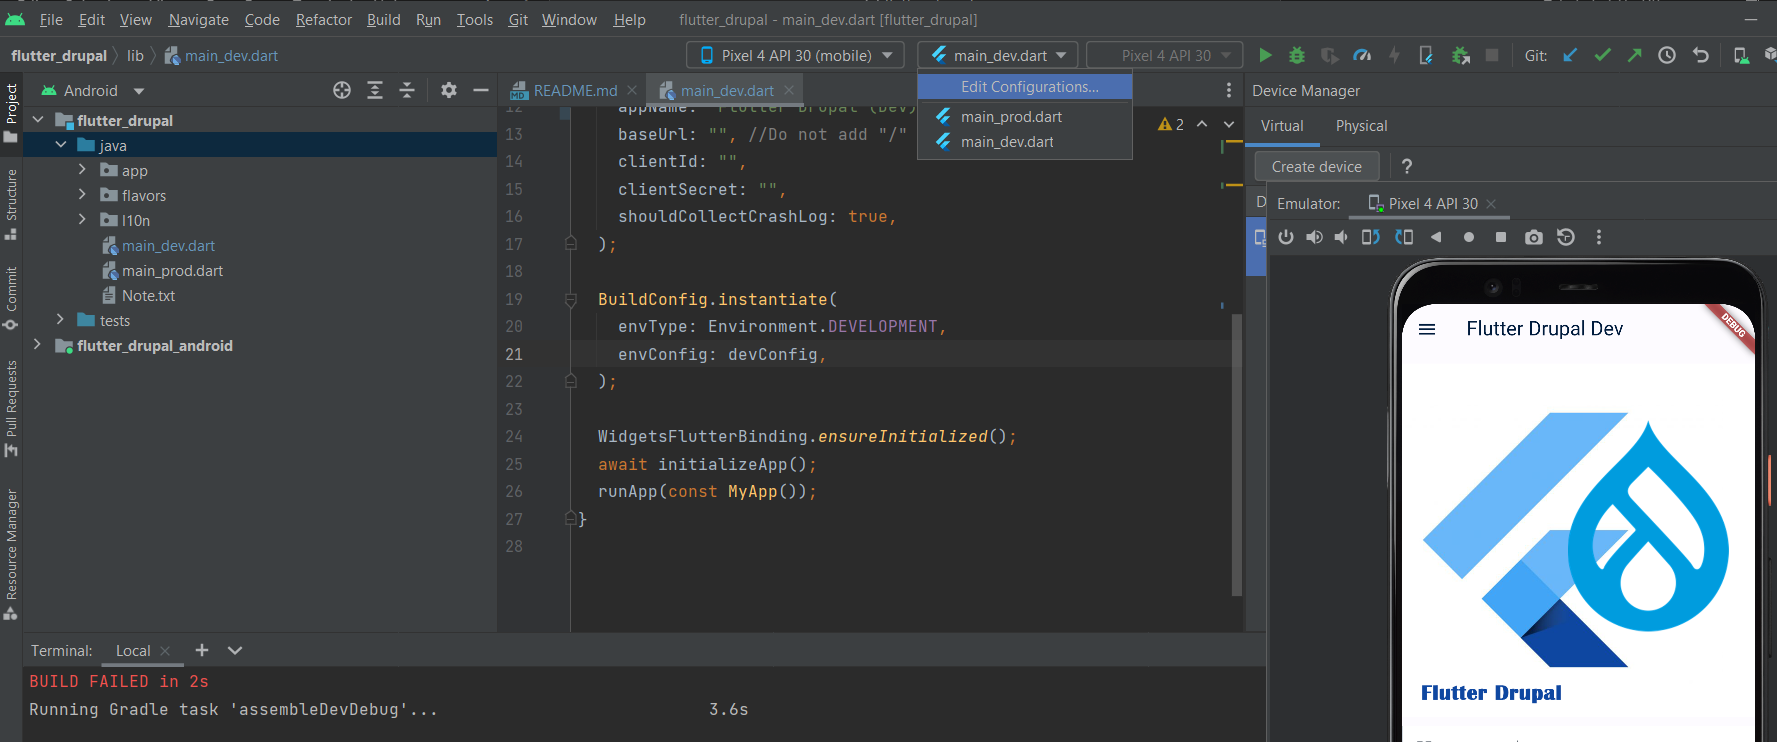 File Edit View Navigate Code Refactor Build Run Tools Git Window Help flutter_drupal - main_dev.dart [flutter_drupal]
flutter_drupal lib main_dev.dart Pixel 4 API 30 (mobile) main_dev.dart Pixel 4 API 30 Git:
Project
Structure
Commit
Pull Requests
Resource Manager
Android
flutter_drupal
java
app
flavors
l10n
main_dev.dart
main_prod.dart
Note.txt
tests
flutter_drupal_android
README.md main_dev.dart
Edit Configurations...
main_prod.dart
main_dev.dart
2
12 appName: "Flutter Drupal (Dev)
13 baseUrl: "", //Do not add "/"
14 clientId: "",
15 clientSecret: "",
16 shouldCollectCrashLog: true,
17 );
18
19 BuildConfig.instantiate(
20 envType: Environment.DEVELOPMENT,
21 envConfig: devConfig,
22 );
23
24 WidgetsFlutterBinding.ensureInitialized();
25 await initializeApp();
26 runApp(const MyApp());
27 }
28
Device Manager
Virtual Physical
Create device ?
D
Emulator: Pixel 4 API 30
Flutter Drupal Dev
DEBUG
Flutter Drupal
Terminal: Local
BUILD FAILED in 2s
Running Gradle task 'assembleDevDebug'... 3.6s